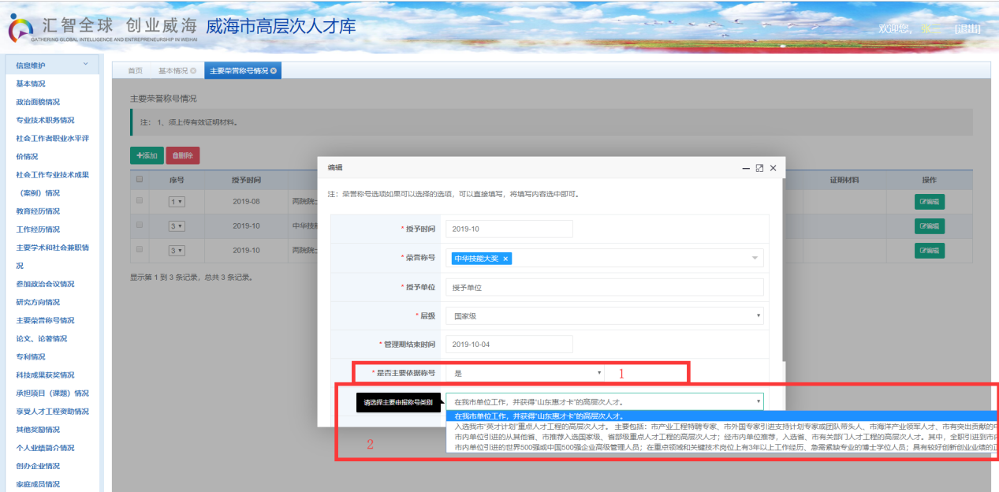 汇智全球 创业威海 威海市高层次人才库
GATHERING GLOBAL INTELLIGENCE AND ENTREPRENEURSHIP IN WEIHAI
欢迎您, 张 [退出]
信息维护
基本情况
政治面貌情况
专业技术职务情况
社会工作者职业水平评
价情况
社会工作专业技术成果
（案例）情况
教育经历情况
工作经历情况
主要学术和社会兼职情
况
参加政治会议情况
研究方向情况
主要荣誉称号情况
论文、论著情况
专利情况
科技成果获奖情况
承担项目（课题）情况
享受人才工程资助情况
其他奖励情况
个人业绩简介情况
创办企业情况
家庭成员情况
首页 基本情况 主要荣誉称号情况
主要荣誉称号情况
注： 1、须上传有效证明材料。
+添加 删除
序号 授予时间 证明材料 操作
1 2019-08 两院院士 编辑
3 2019-10 中华技能 编辑
3 2019-10 两院院士 编辑
显示第 1 到 3 条记录，总共 3 条记录。
编辑
注：荣誉称号选项如果可以选择的选项，可以直接填写，将填写内容选中即可。
* 授予时间 2019-10
* 荣誉称号 中华技能大奖 ×
* 授予单位 授予单位
* 层级 国家级
* 管理期结束时间 2019-10-04
* 是否主要依据称号 是 1
请选择主要申报称号类别 在我市单位工作，并获得“山东惠才卡”的高层次人才。
在我市单位工作，并获得“山东惠才卡”的高层次人才。
入选我市“英才计划”重点人才工程的高层次人才。 主要包括：市产业工程特聘专家、市外国专家引进支持计划专家或团队带头人、市海洋产业领军人才、市有突出贡献的中
市内单位引进的从其他省、市推荐入选国家级、省部级重点人才工程的高层次人才；经市内单位推荐，入选省、市有关部门人才工程的高层次人才。其中，全职引进到市内
市内单位引进的世界500强或中国500强企业高级管理人员；在重点领域和关键技术岗位上有3年以上工作经历、急需紧缺专业的博士学位人员；具有较好创新创业业绩的正
2